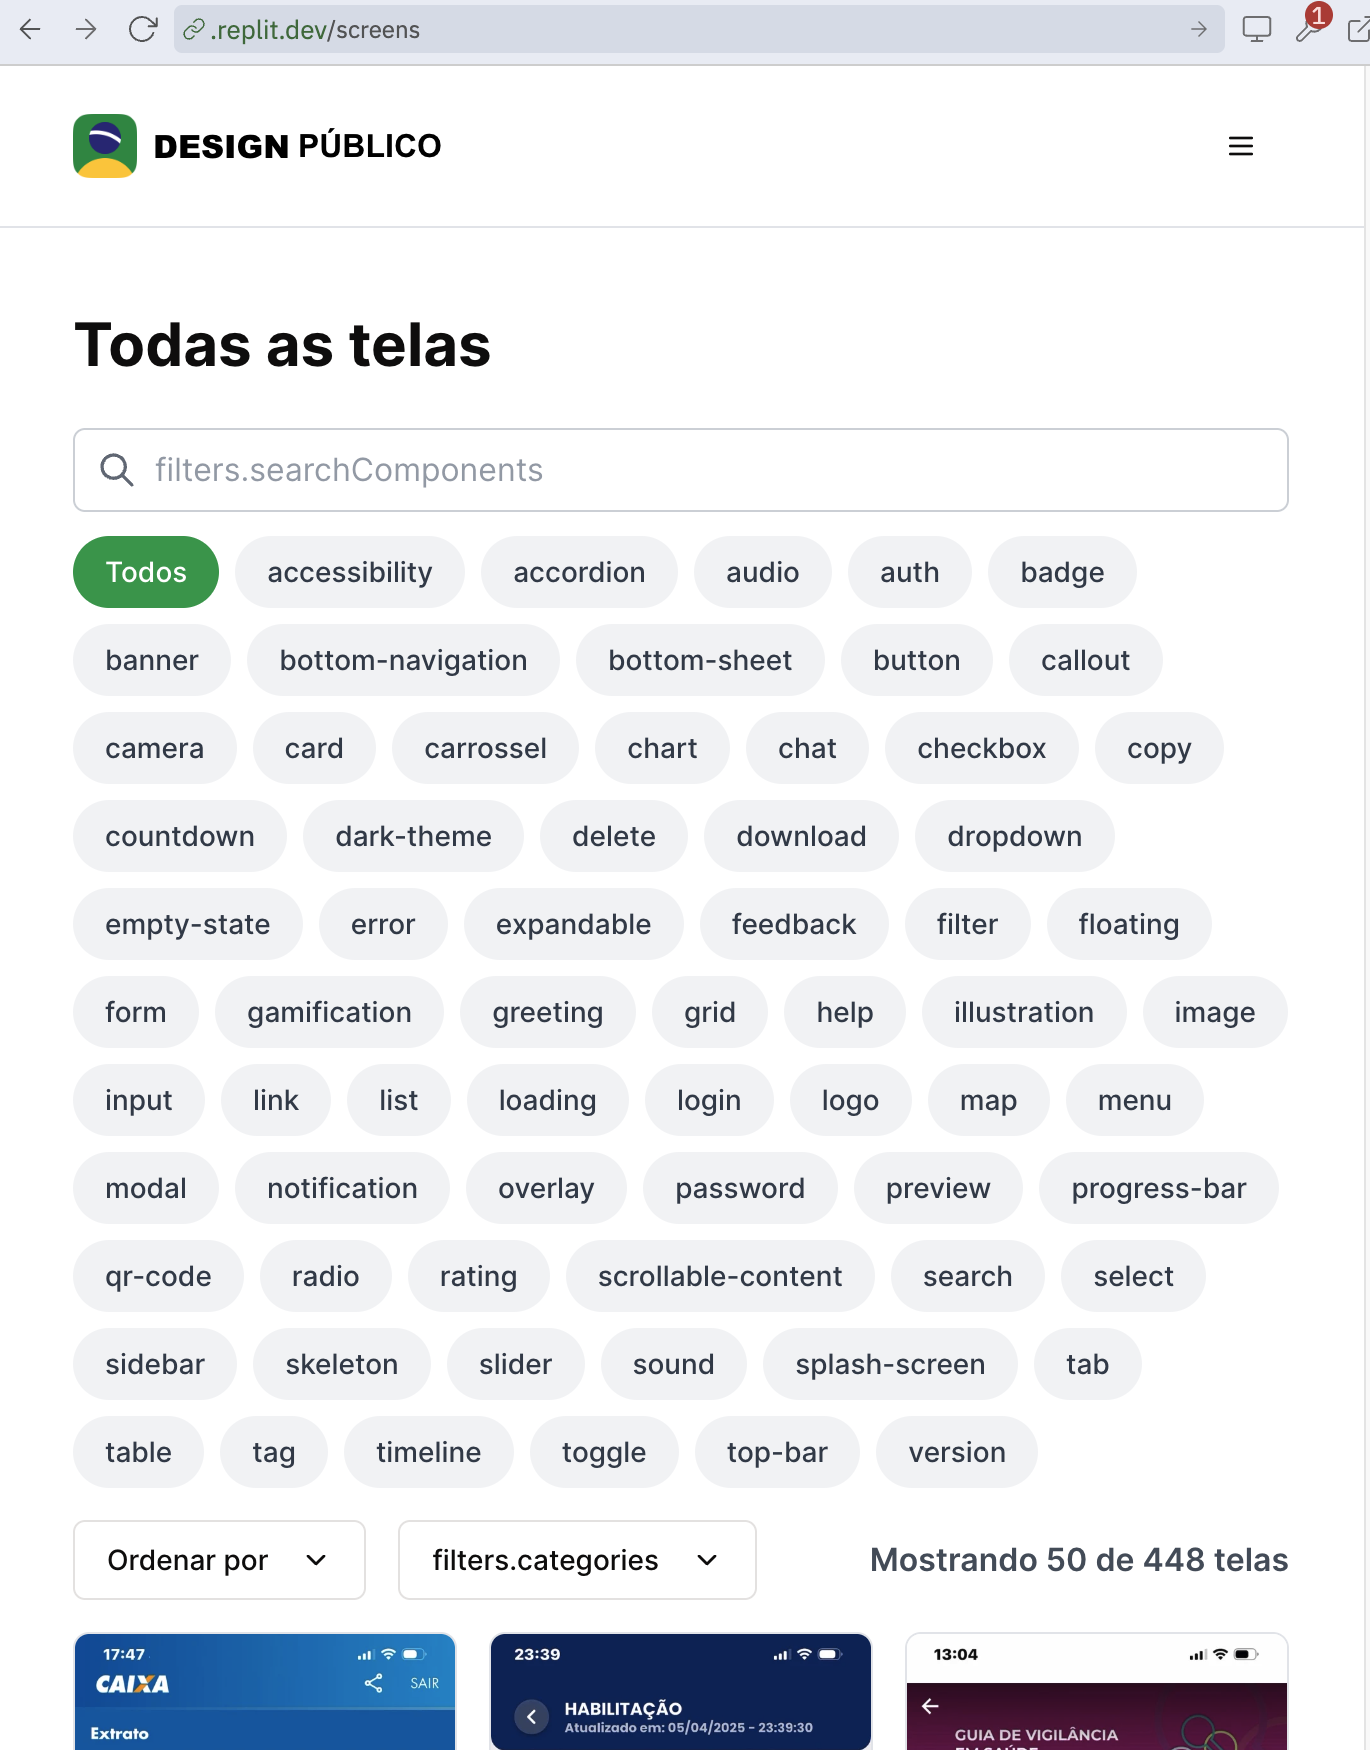 .replit.dev/screens
1
DESIGN PÚBLICO
Todas as telas
filters.searchComponents
Todos accessibility accordion audio auth badge
banner bottom-navigation bottom-sheet button callout
camera card carrossel chart chat checkbox copy
countdown dark-theme delete download dropdown
empty-state error expandable feedback filter floating
form gamification greeting grid help illustration image
input link list loading login logo map menu
modal notification overlay password preview progress-bar
qr-code radio rating scrollable-content search select
sidebar skeleton slider sound splash-screen tab
table tag timeline toggle top-bar version
Ordenar por filters.categories Mostrando 50 de 448 telas
17:47
CAIXA SAIR
Extrato
23:39
HABILITAÇÃO
Atualizado em: 05/04/2025 - 23:39:30
13:04
GUIA DE VIGILÂNCIA
EM SAÚDE